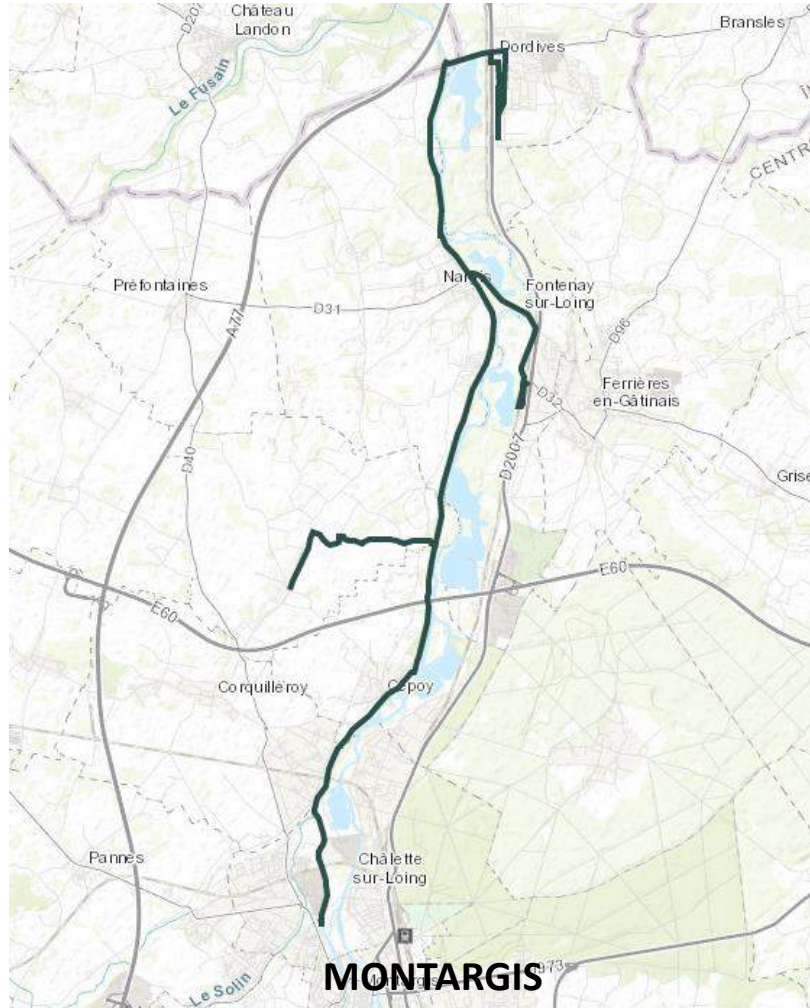 Château
Landon
D207
Bransles
Dordives
Le Fusain
CENTR
Préfontaines
Nargis
Fontenay
sur-Loing
D31
A77
D96
D32
Ferrières
en-Gâtinais
D2007
D40
Grise
E60
E60
Corquilleroy
Cepoy
Pannes
Châlette
sur-Loing
Le Solin
MONTARGIS